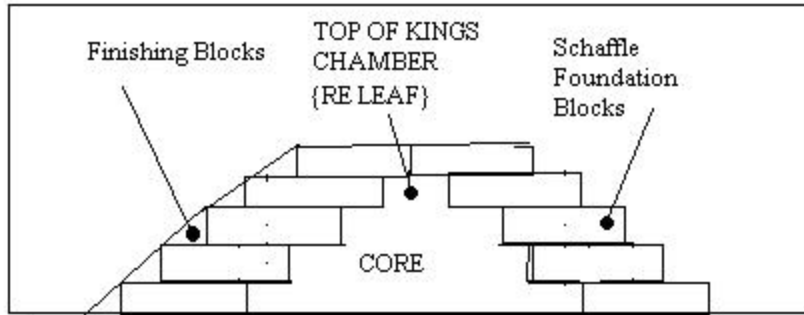 Finishing Blocks
TOP OF KINGS
CHAMBER
{RE LEAF}
Schaffle
Foundation
Blocks
CORE